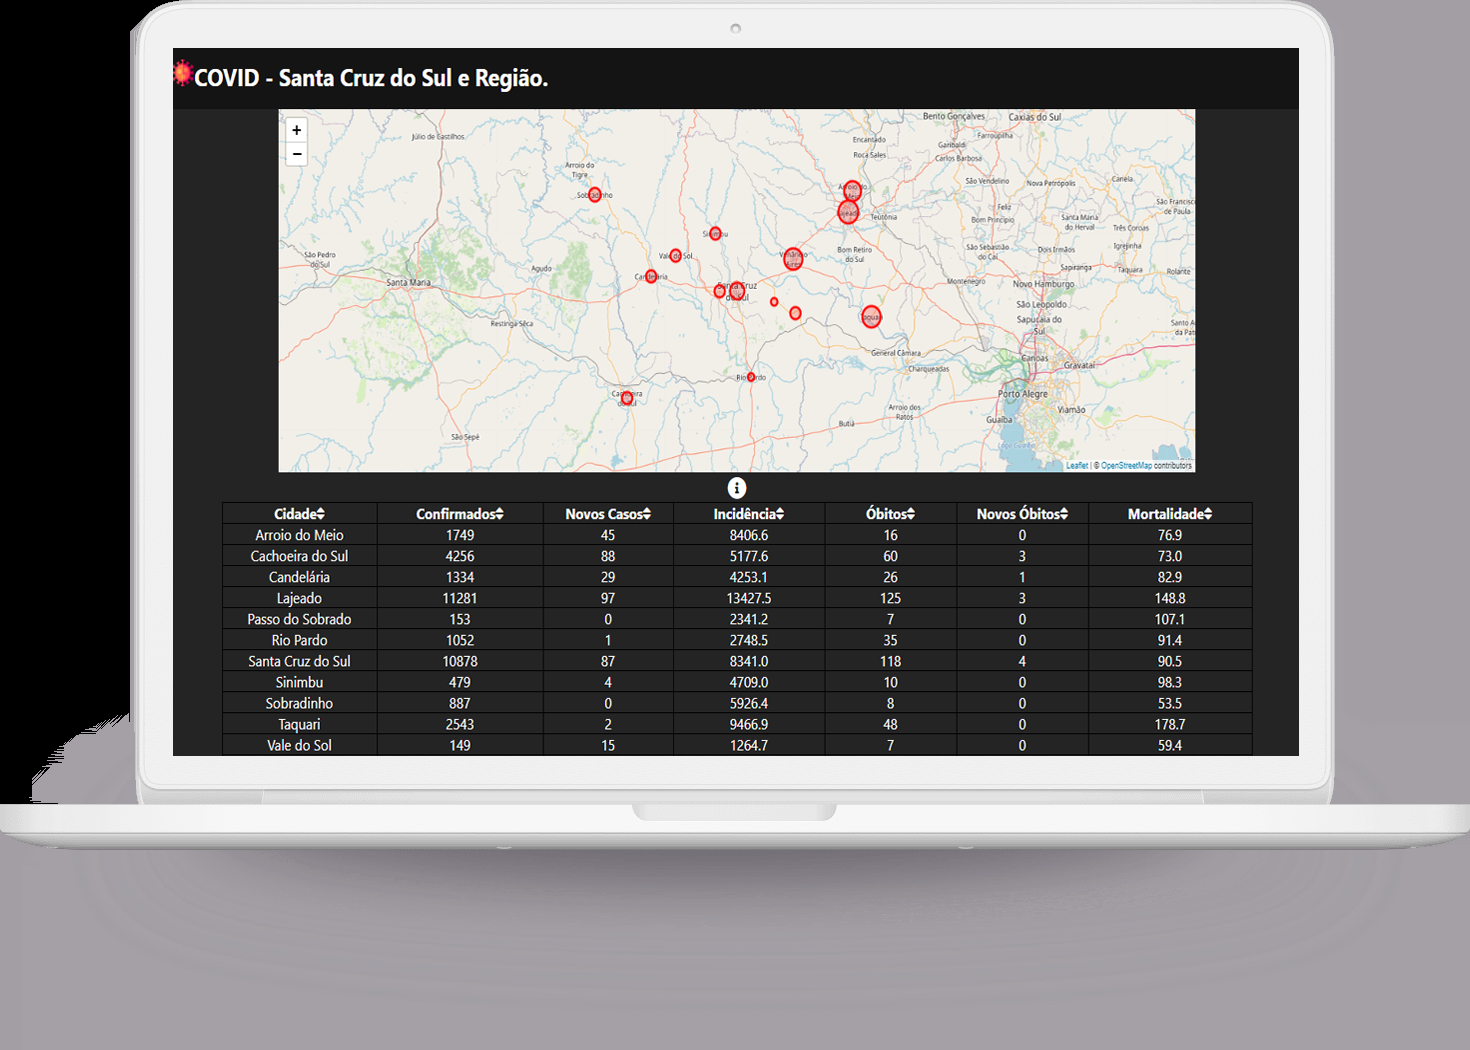 COVID - Santa Cruz do Sul e Região.
+
−
Bento Gonçalves
Caxias do Sul
Júlio de Castilhos
Farroupilha
Encantado
Garibaldi
Roca Sales
Carlos Barbosa
Arroio do
Tigre
São Vendelino
Nova Petrópolis
Canela
Sobradinho
Arroio do
Meio
São Francisc
de Paula
Lajeado
Teutônia
Feliz
Bom Princípio
Santa Maria
do Herval
Três Coroas
Sinimbu
São Pedro
do Sul
Vale do Sol
Venâncio
Aires
Bom Retiro
do Sul
São Sebastião
do Caí
Dois Irmãos
Igrejinha
Agudo
Candelária
Sapiranga
Taquara
Rolante
Santa Maria
Santa Cruz
do Sul
Montenegro
Novo Hamburgo
São Leopoldo
Sapucaia do
Sul
Restinga Sêca
Taquari
Santo A
da Pat
General Câmara
Canoas
Gravataí
Charqueadas
Rio Pardo
Cachoeira
do Sul
Porto Alegre
Arroio dos
Ratos
Viamão
Guaíba
Butiá
São Sepé
Leaflet | © OpenStreetMap contributors
i
Cidade Confirmados Novos Casos Incidência Óbitos Novos Óbitos Mortalidade
Arroio do Meio 1749 45 8406.6 16 0 76.9
Cachoeira do Sul 4256 88 5177.6 60 3 73.0
Candelária 1334 29 4253.1 26 1 82.9
Lajeado 11281 97 13427.5 125 3 148.8
Passo do Sobrado 153 0 2341.2 7 0 107.1
Rio Pardo 1052 1 2748.5 35 0 91.4
Santa Cruz do Sul 10878 87 8341.0 118 4 90.5
Sinimbu 479 4 4709.0 10 0 98.3
Sobradinho 887 0 5926.4 8 0 53.5
Taquari 2543 2 9466.9 48 0 178.7
Vale do Sol 149 15 1264.7 7 0 59.4